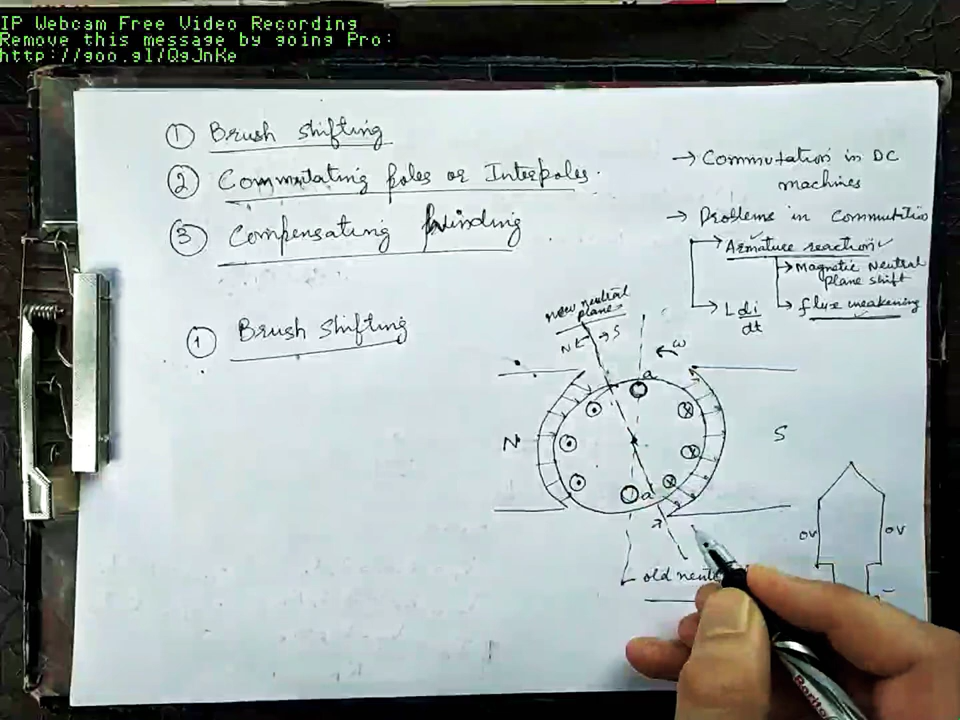 IP Webcam Free Video Recording
Remove this message by going Pro:
http://goo.gl/QgJnKe
① Brush shifting
② Commutating poles or Interpoles.
③ Compensating Winding
→ Commutation in DC
machines
→ Problems in Commutation
→ Armature reaction ✓
→ Magnetic Neutral
Plane shift
→ flux weakening
→ L di/dt
① Brush shifting
new neutral
plane
N S
ω
a
N
S
a'
0V 0V
old